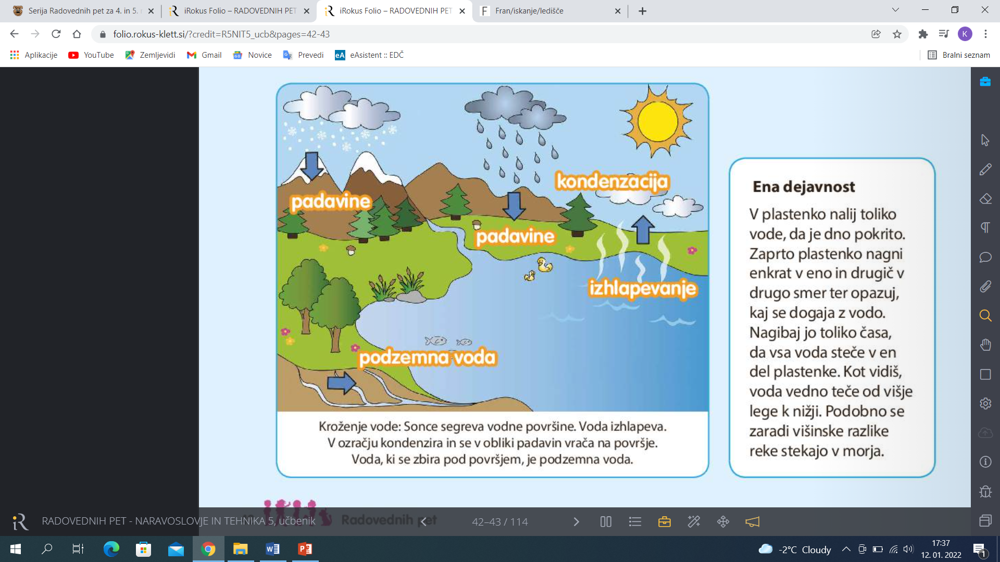 Serija Radovednih pet za 4. in 5.
iRokus Folio – RADOVEDNIH PET
iRokus Folio – RADOVEDNIH PET
Fran/iskanje/ledišče
folio.rokus-klett.si/?credit=R5NIT5_ucb&pages=42-43
K
Aplikacije
YouTube
Zemljevidi
Gmail
Novice
Prevedi
eA eAsistent :: EDČ
Bralni seznam
kondenzacija
padavine
padavine
izhlapevanje
podzemna voda
Kroženje vode: Sonce segreva vodne površine. Voda izhlapeva.
V ozračju kondenzira in se v obliki padavin vrača na površje.
Voda, ki se zbira pod površjem, je podzemna voda.
Ena dejavnost
V plastenko nalij toliko
vode, da je dno pokrito.
Zaprto plastenko nagni
enkrat v eno in drugič v
drugo smer ter opazuj,
kaj se dogaja z vodo.
Nagibaj jo toliko časa,
da vsa voda steče v en
del plastenke. Kot vidiš,
voda vedno teče od višje
lege k nižji. Podobno se
zaradi višinske razlike
reke stekajo v morja.
iR RADOVEDNIH PET - NARAVOSLOVJE IN TEHNIKA 5, učbenik
Radovednih pet
42–43 / 114
-2°C Cloudy
17:37
12. 01. 2022
1